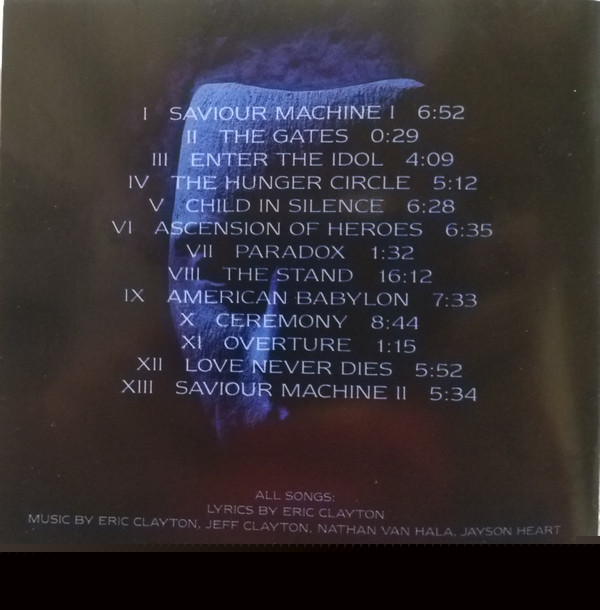 I SAVIOUR MACHINE I 6:52
II THE GATES 0:29
III ENTER THE IDOL 4:09
IV THE HUNGER CIRCLE 5:12
V CHILD IN SILENCE 6:28
VI ASCENSION OF HEROES 6:35
VII PARADOX 1:32
VIII THE STAND 16:12
IX AMERICAN BABYLON 7:33
X CEREMONY 8:44
XI OVERTURE 1:15
XII LOVE NEVER DIES 5:52
XIII SAVIOUR MACHINE II 5:34
ALL SONGS:
LYRICS BY ERIC CLAYTON
MUSIC BY ERIC CLAYTON, JEFF CLAYTON, NATHAN VAN HALA, JAYSON HEART